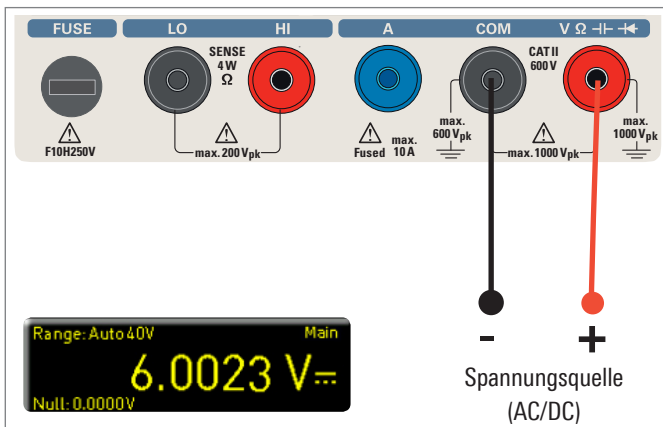 FUSE LO HI A COM V Ω
SENSE
4 W
Ω
CAT II
600 V
F10H250V
max. 200 Vpk
Fused
max.
10 A
max.
600 Vpk
max. 1000 Vpk
max.
1000 Vpk
Range: Auto 40V Main
6.0023 V
Null: 0.0000V
- +
Spannungsquelle
(AC/DC)